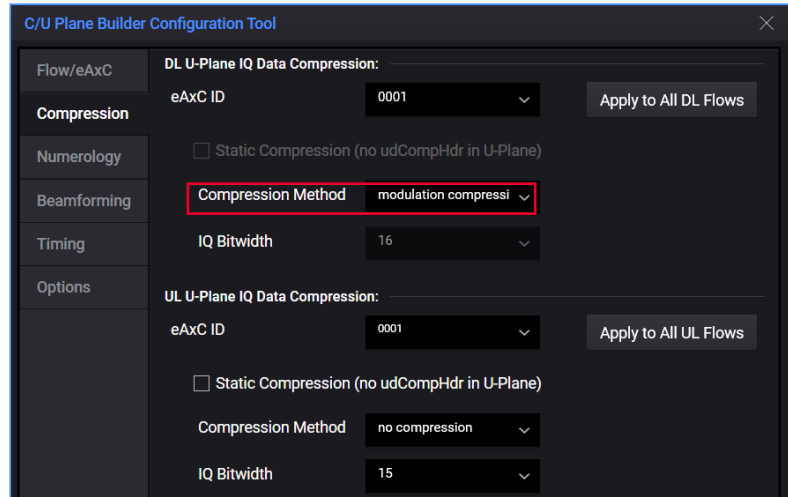 C/U Plane Builder Configuration Tool
Flow/eAxC
Compression
Numerology
Beamforming
Timing
Options
DL U-Plane IQ Data Compression:
eAxC ID 0001 Apply to All DL Flows
Static Compression (no udCompHdr in U-Plane)
Compression Method modulation compressi
IQ Bitwidth 16
UL U-Plane IQ Data Compression:
eAxC ID 0001 Apply to All UL Flows
Static Compression (no udCompHdr in U-Plane)
Compression Method no compression
IQ Bitwidth 15